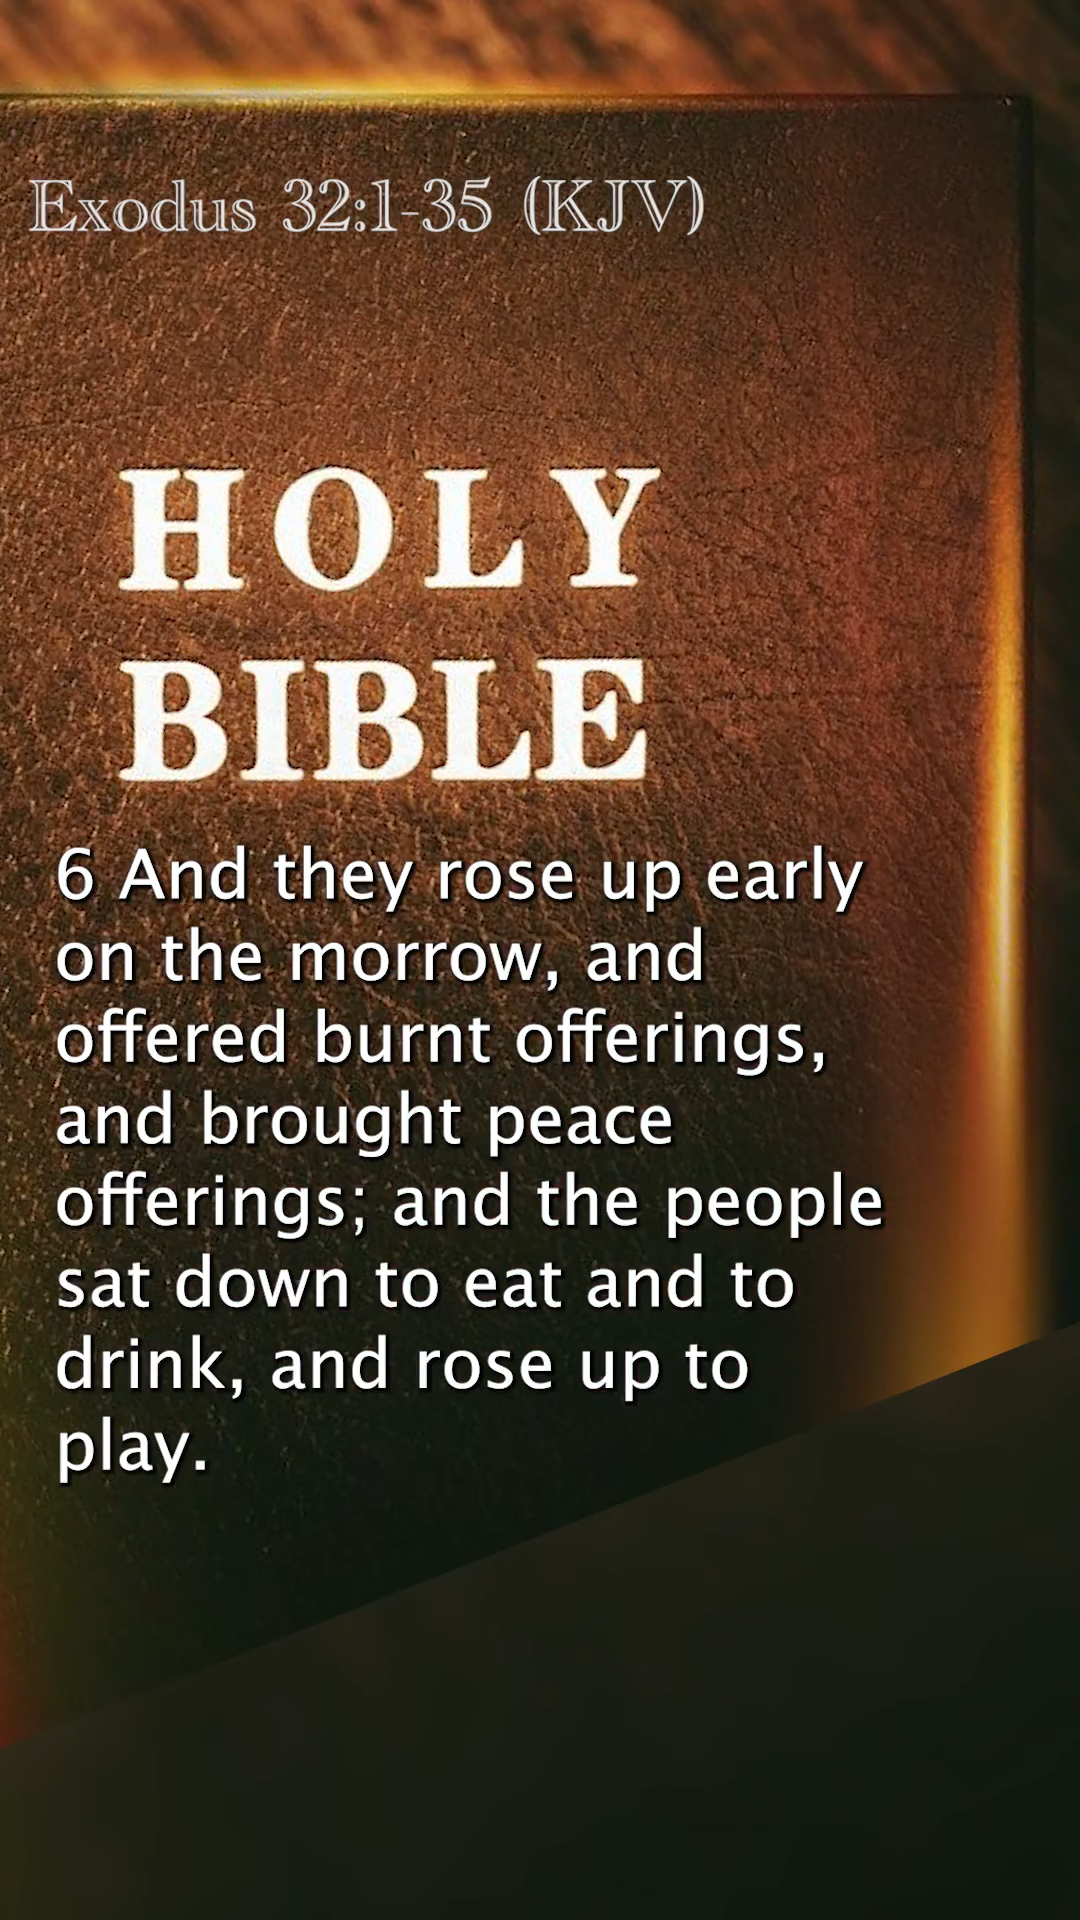 Exodus 32:1-35 (KJV)
HOLY
BIBLE
6 And they rose up early
on the morrow, and
offered burnt offerings,
and brought peace
offerings; and the people
sat down to eat and to
drink, and rose up to
play.